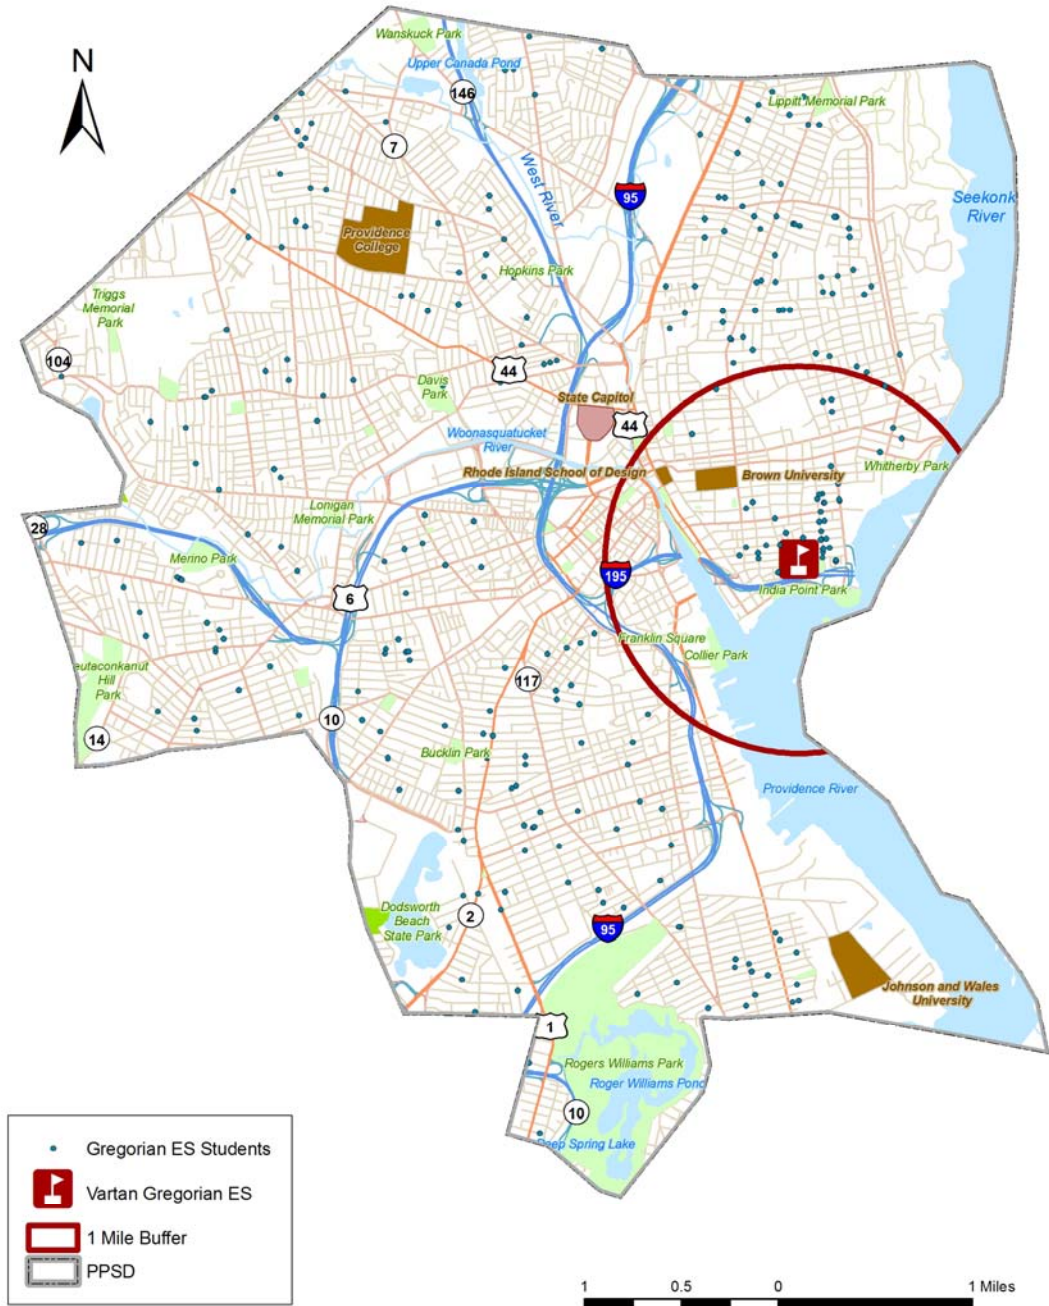 Wanskuck Park
N
Upper Canada Pond
146
Lippitt Memorial Park
7
West River
95
Seekonk
River
Providence
College
Hopkins Park
Triggs
Memorial
Park
104
44
Davis
Park
State Capitol
44
Woonasquatucket
River
Rhode Island School of Design
Brown University
Whitherby Park
Lonigan
Memorial Park
28
Merino Park
195
India Point Park
6
Franklin Square
Collier Park
eutaconkanut
Hill
Park
117
10
14
Bucklin Park
Providence River
Dodsworth
Beach
State Park
2
95
Johnson and Wales
University
1
Rogers Williams Park
Roger Williams Pond
10
Deep Spring Lake
Gregorian ES Students
Vartan Gregorian ES
1 Mile Buffer
PPSD
1 0.5 0 1 Miles